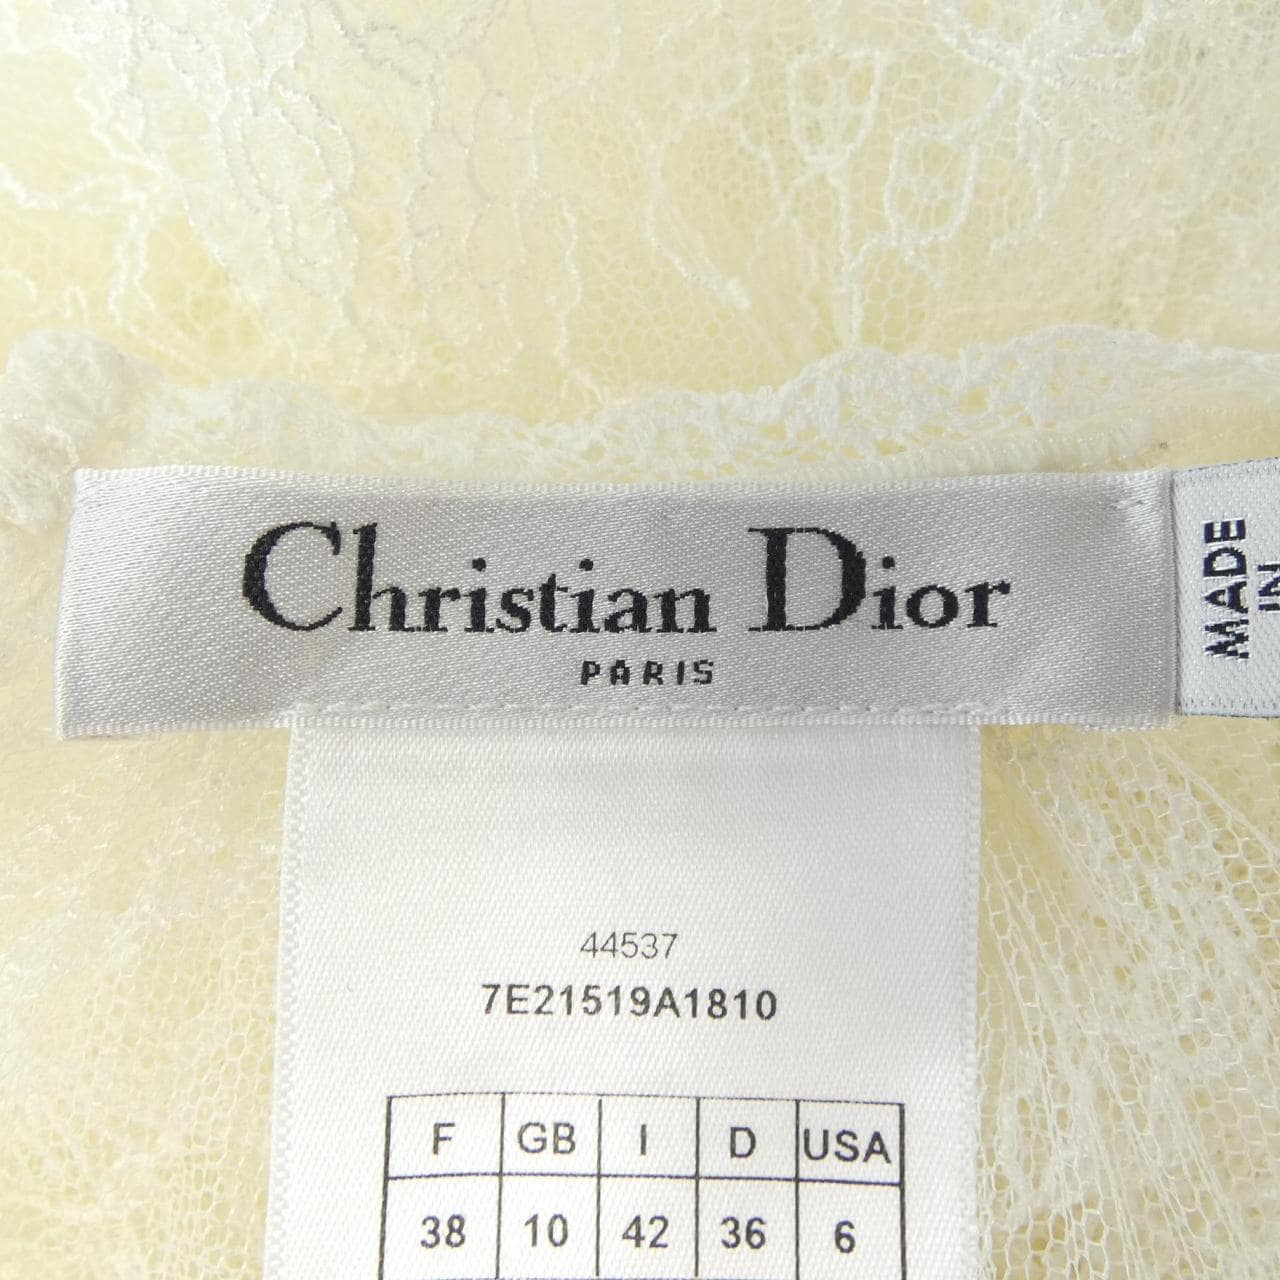 Christian Dior
PARIS
MADE
IN
44537
7E21519A1810
F GB I D USA
38 10 42 36 6